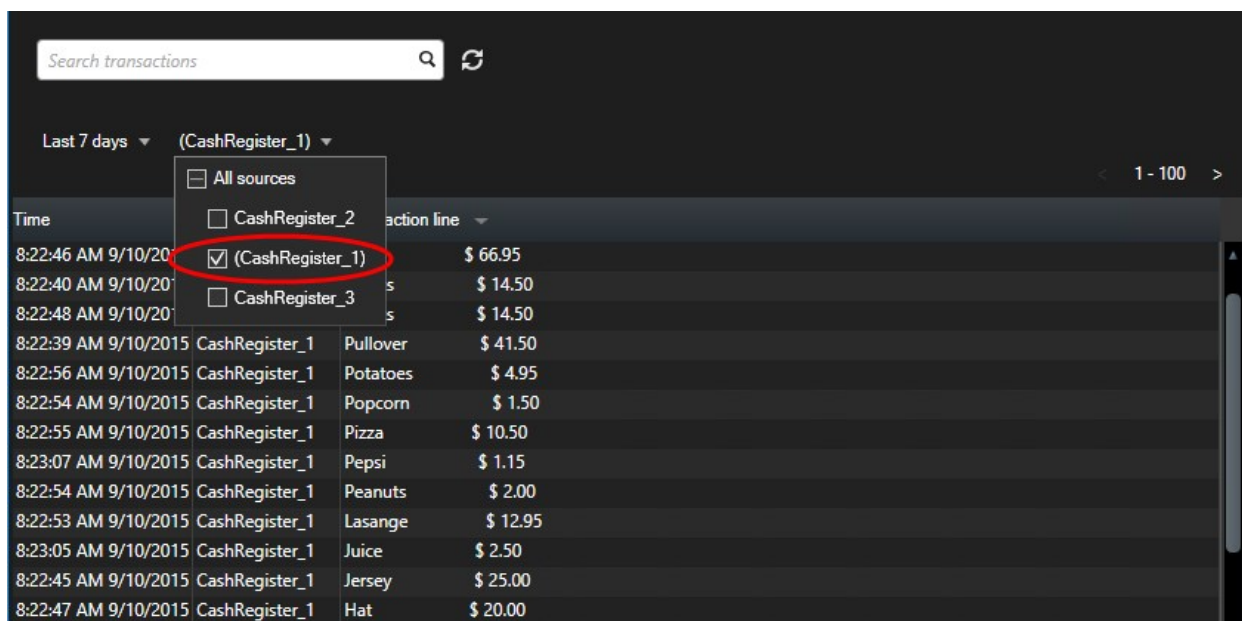 Search transactions
Last 7 days (CashRegister_1)
All sources
1 - 100 >
Time CashRegister_2 action line
8:22:46 AM 9/10/20 (CashRegister_1) $ 66.95
8:22:40 AM 9/10/20 s $ 14.50
CashRegister_3
8:22:48 AM 9/10/20 s $ 14.50
8:22:39 AM 9/10/2015 CashRegister_1 Pullover $ 41.50
8:22:56 AM 9/10/2015 CashRegister_1 Potatoes $ 4.95
8:22:54 AM 9/10/2015 CashRegister_1 Popcorn $ 1.50
8:22:55 AM 9/10/2015 CashRegister_1 Pizza $ 10.50
8:23:07 AM 9/10/2015 CashRegister_1 Pepsi $ 1.15
8:22:54 AM 9/10/2015 CashRegister_1 Peanuts $ 2.00
8:22:53 AM 9/10/2015 CashRegister_1 Lasange $ 12.95
8:23:05 AM 9/10/2015 CashRegister_1 Juice $ 2.50
8:22:45 AM 9/10/2015 CashRegister_1 Jersey $ 25.00
8:22:47 AM 9/10/2015 CashRegister_1 Hat $ 20.00